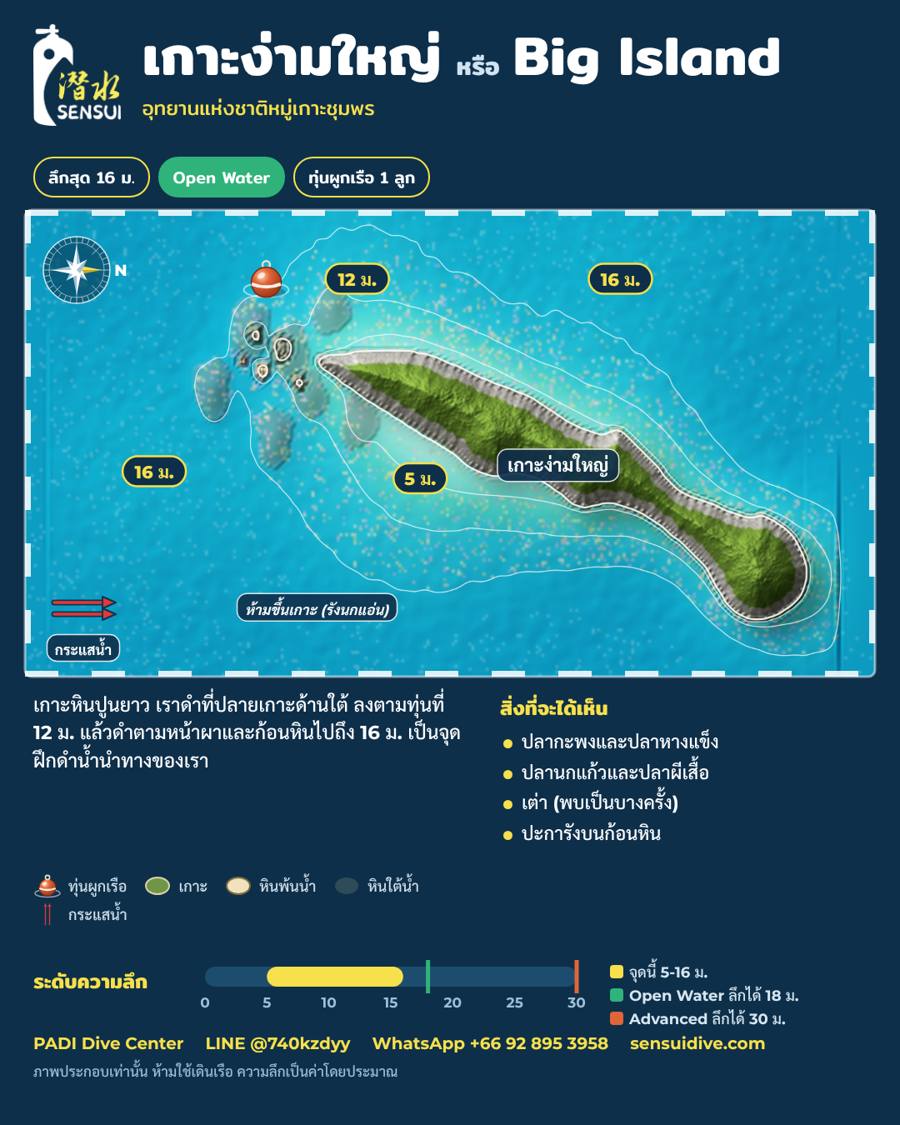 潜水
SENSUI
เกาะง่ามใหญ่ หรือ Big Island
อุทยานแห่งชาติหมู่เกาะชุมพร
ลึกสุด 16 ม.
Open Water
ทุ่นผูกเรือ 1 ลูก
N
12 ม.
16 ม.
เกาะง่ามใหญ่
16 ม.
5 ม.
ห้ามขึ้นเกาะ (รังนกแอ่น)
กระแสน้ำ
เกาะหินปูนยาว เราดำที่ปลายเกาะด้านใต้ ลงตามทุ่นที่
12 ม. แล้วดำตามหน้าผาและก้อนหินไปถึง 16 ม. เป็นจุด
ฝึกดำน้ำนำทางของเรา
สิ่งที่จะได้เห็น
ปลากะพงและปลาหางแข็ง
ปลานกแก้วและปลาผีเสื้อ
เต่า (พบเป็นบางครั้ง)
ปะการังบนก้อนหิน
ทุ่นผูกเรือ
เกาะ
หินพ้นน้ำ
หินใต้น้ำ
กระแสน้ำ
ระดับความลึก
0 5 10 15 20 25 30
จุดนี้ 5-16 ม.
Open Water ลึกได้ 18 ม.
Advanced ลึกได้ 30 ม.
PADI Dive Center LINE @740kzdyy WhatsApp +66 92 895 3958 sensuidive.com
ภาพประกอบเท่านั้น ห้ามใช้เดินเรือ ความลึกเป็นค่าโดยประมาณ